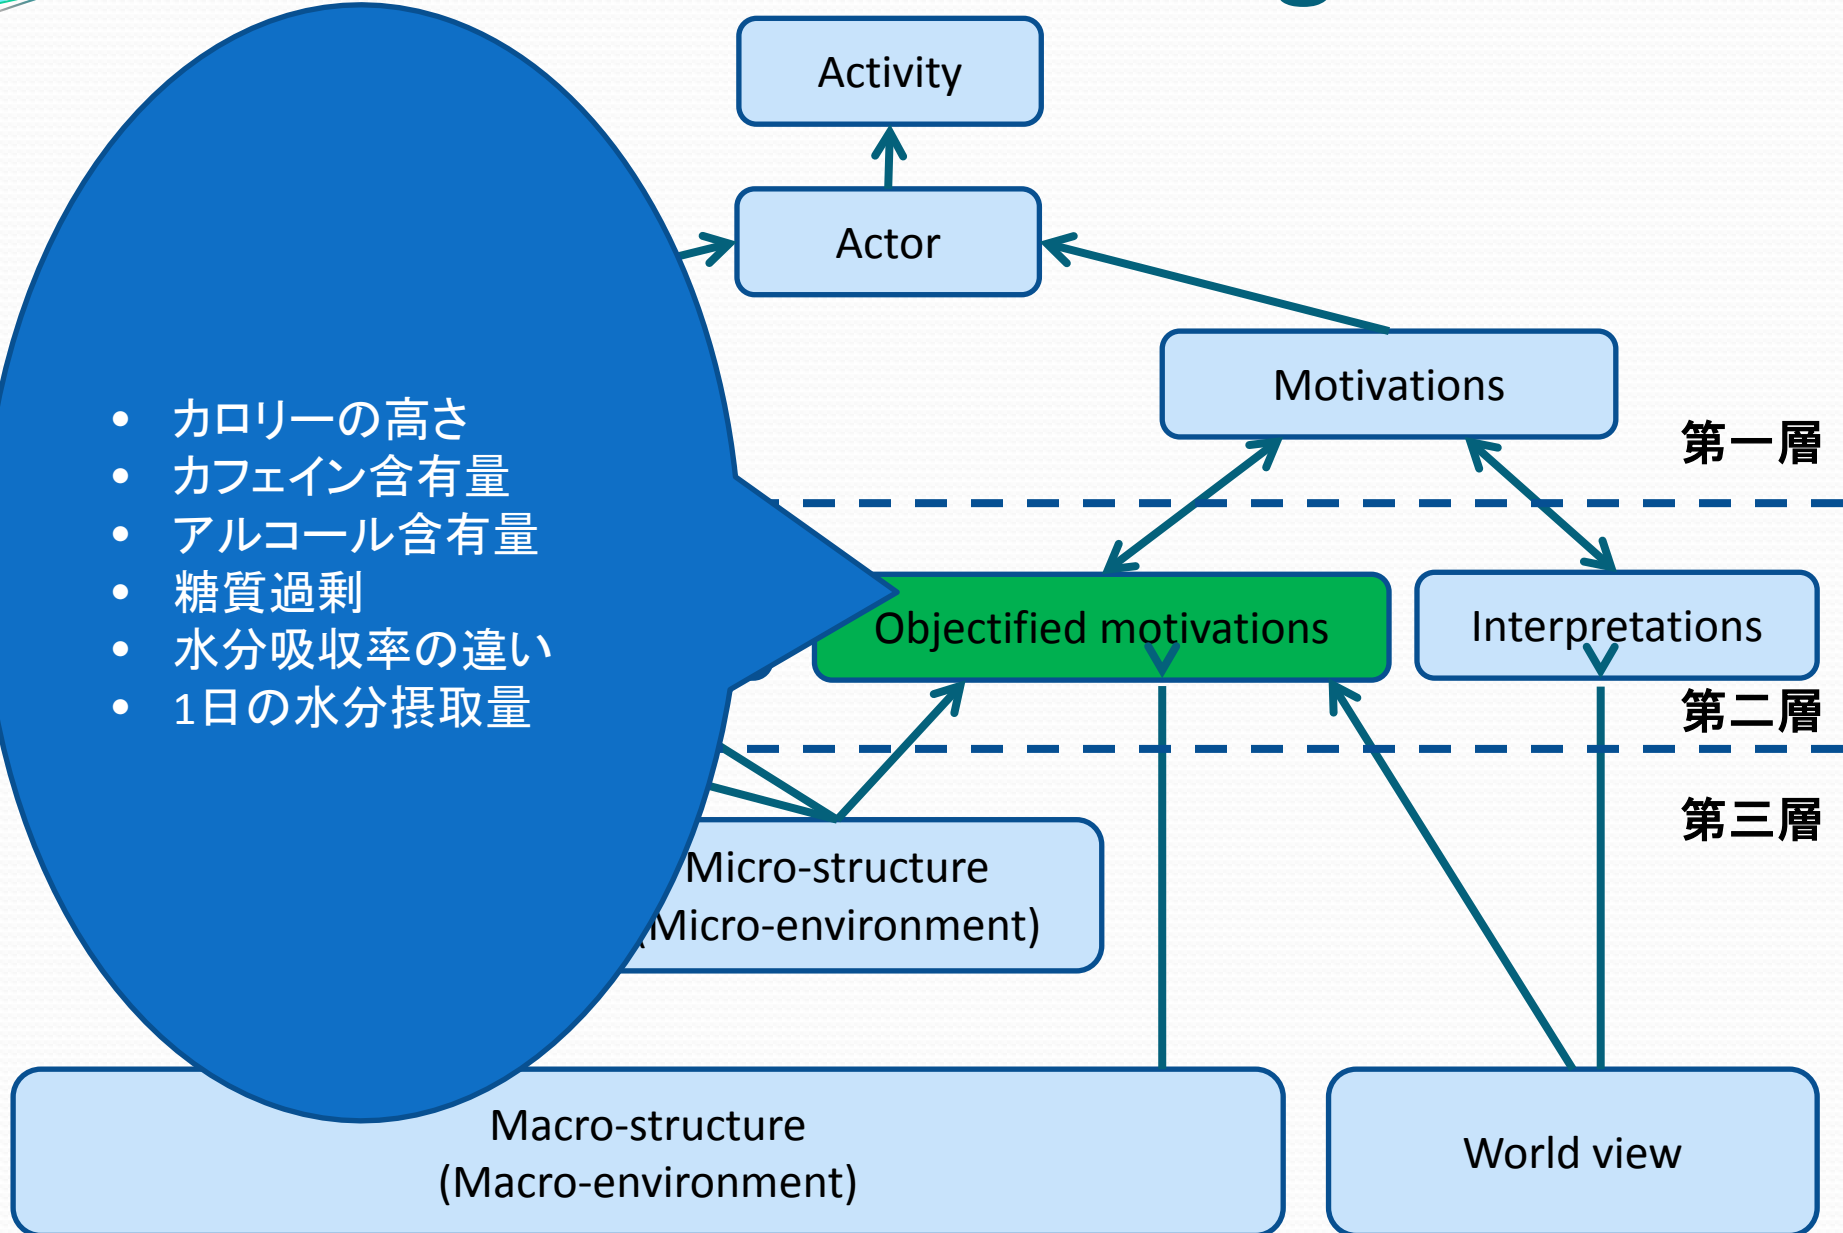 Activity
Actor
Motivations
第一層
• カロリーの高さ
• カフェイン含有量
• アルコール含有量
• 糖質過剰
• 水分吸収率の違い
• 1日の水分摂取量
Objectified motivations
Interpretations
第二層
第三層
Micro-structure
(Micro-environment)
Macro-structure
(Macro-environment)
World view